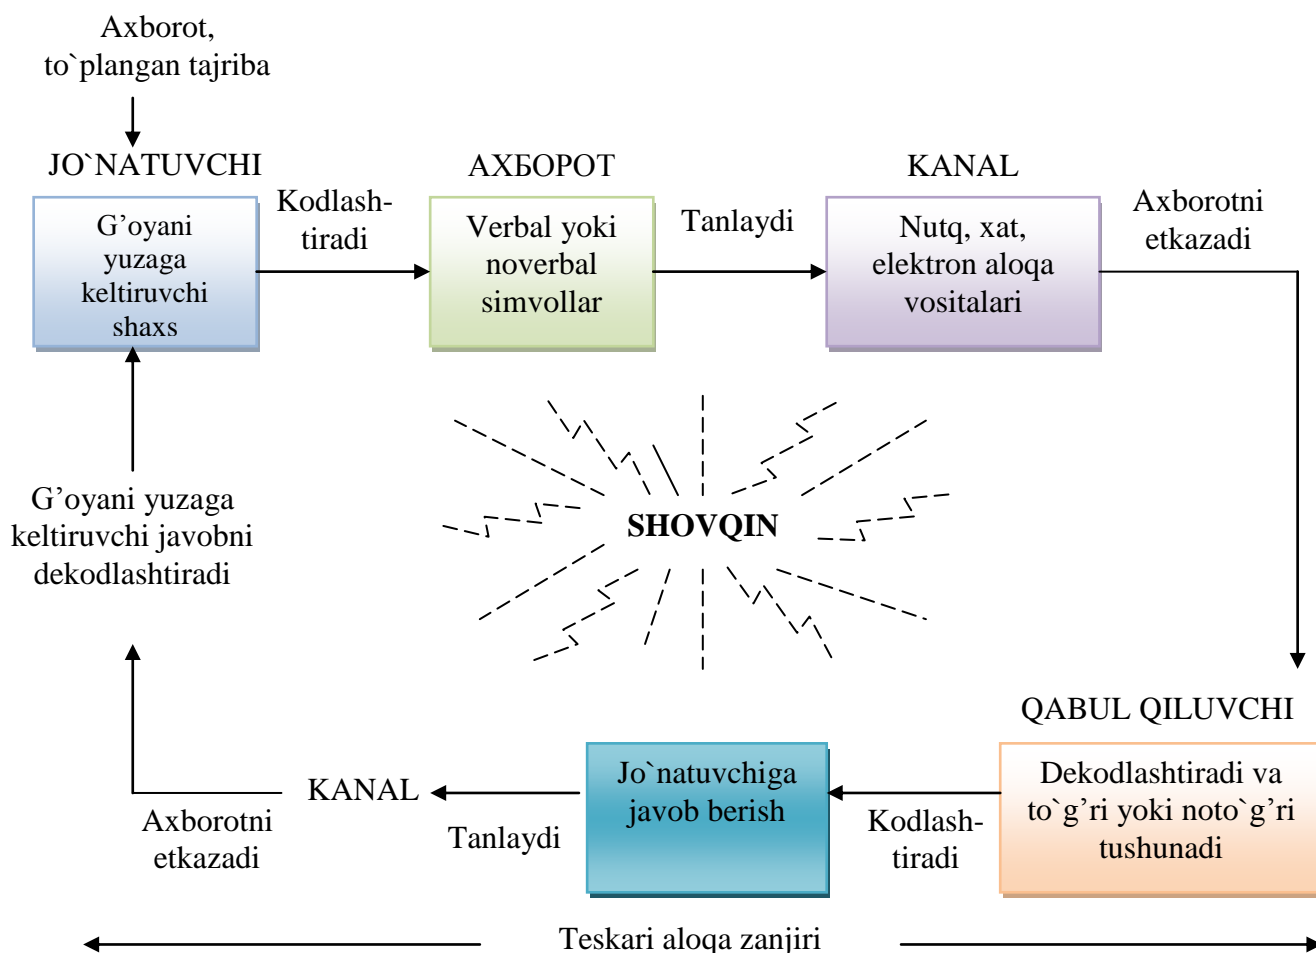 Axborot,
to`plangan tajriba
JO`NATUVCHI
АХБОРОТ
KANAL
G’oyani
yuzaga
keltiruvchi
shaxs
Kodlash-
tiradi
Verbal yoki
noverbal
simvollar
Tanlaydi
Nutq, xat,
elektron aloqa
vositalari
Axborotni
etkazadi
G’oyani yuzaga
keltiruvchi javobni
dekodlashtiradi
SHOVQIN
QABUL QILUVCHI
Dekodlashtiradi va
to`g’ri yoki noto`g’ri
tushunadi
Kodlash-
tiradi
Jo`natuvchiga
javob berish
Tanlaydi
KANAL
Axborotni
etkazadi
Teskari aloqa zanjiri